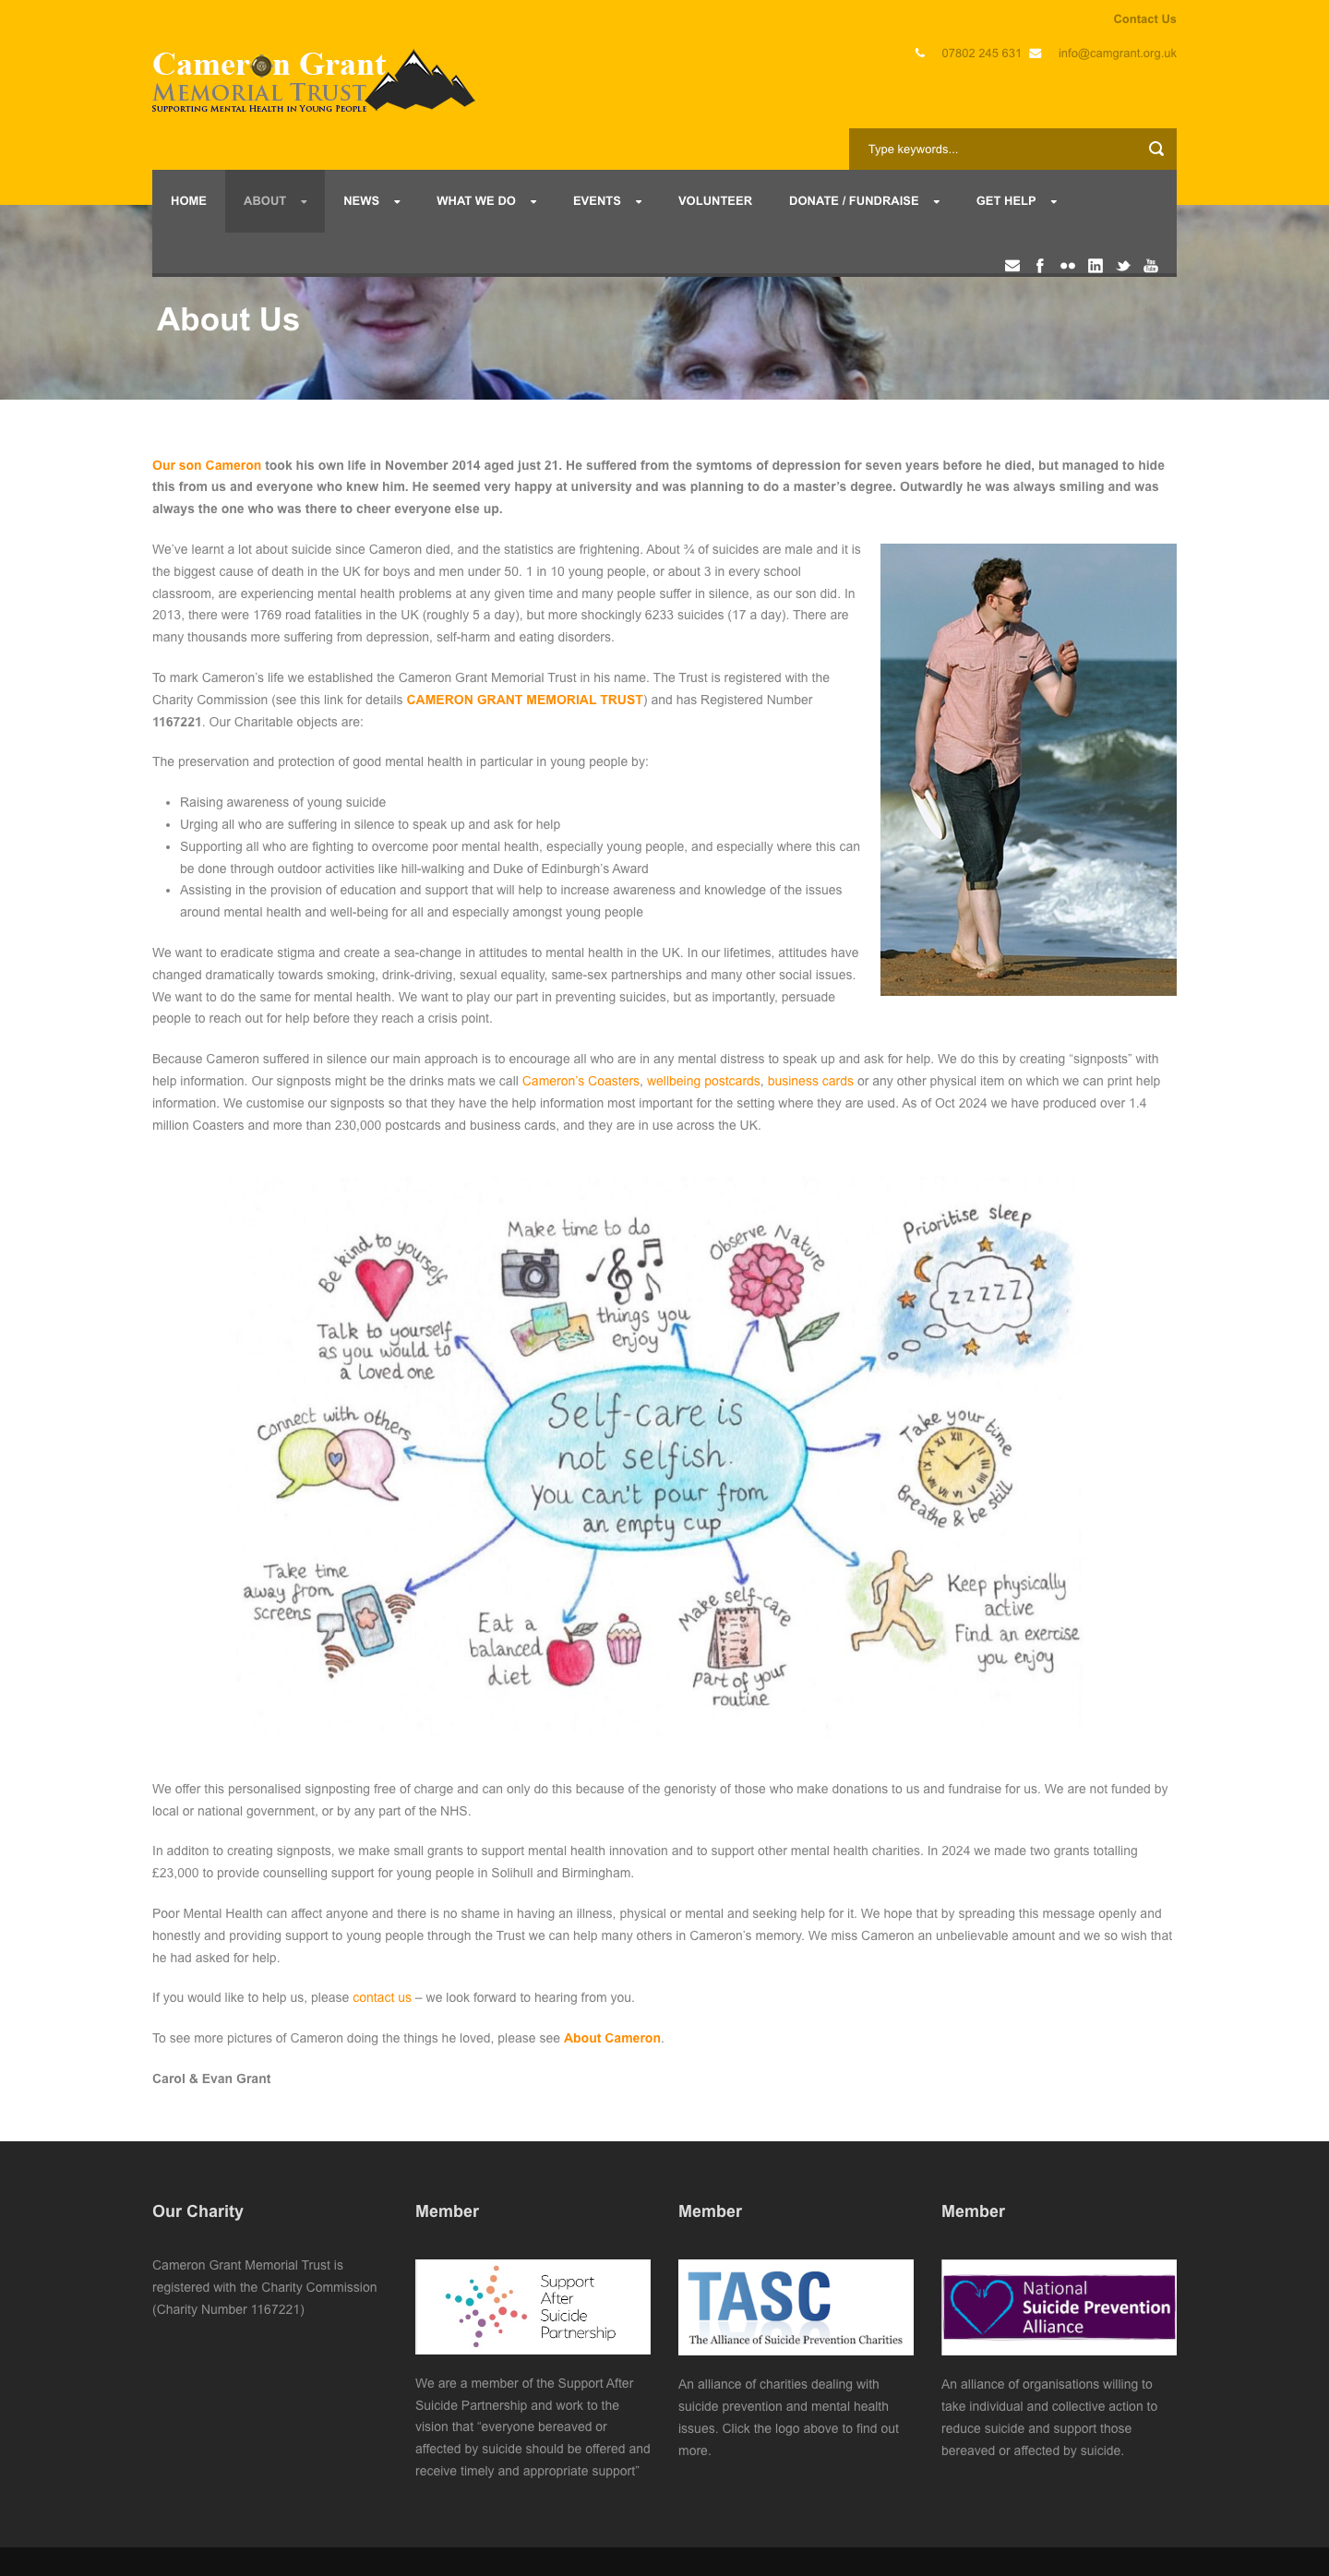 Contact Us
07802 245 631 info@camgrant.org.uk
Cameron Grant
MEMORIAL TRUST
SUPPORTING MENTAL HEALTH IN YOUNG PEOPLE
Type keywords...
HOME ABOUT NEWS WHAT WE DO EVENTS VOLUNTEER DONATE / FUNDRAISE GET HELP
You Tube
About Us
Our son Cameron took his own life in November 2014 aged just 21. He suffered from the symtoms of depression for seven years before he died, but managed to hide
this from us and everyone who knew him. He seemed very happy at university and was planning to do a master’s degree. Outwardly he was always smiling and was
always the one who was there to cheer everyone else up.
We’ve learnt a lot about suicide since Cameron died, and the statistics are frightening. About ¾ of suicides are male and it is
the biggest cause of death in the UK for boys and men under 50. 1 in 10 young people, or about 3 in every school
classroom, are experiencing mental health problems at any given time and many people suffer in silence, as our son did. In
2013, there were 1769 road fatalities in the UK (roughly 5 a day), but more shockingly 6233 suicides (17 a day). There are
many thousands more suffering from depression, self-harm and eating disorders.
To mark Cameron’s life we established the Cameron Grant Memorial Trust in his name. The Trust is registered with the
Charity Commission (see this link for details CAMERON GRANT MEMORIAL TRUST) and has Registered Number
1167221. Our Charitable objects are:
The preservation and protection of good mental health in particular in young people by:
• Raising awareness of young suicide
• Urging all who are suffering in silence to speak up and ask for help
• Supporting all who are fighting to overcome poor mental health, especially young people, and especially where this can
be done through outdoor activities like hill-walking and Duke of Edinburgh’s Award
• Assisting in the provision of education and support that will help to increase awareness and knowledge of the issues
around mental health and well-being for all and especially amongst young people
We want to eradicate stigma and create a sea-change in attitudes to mental health in the UK. In our lifetimes, attitudes have
changed dramatically towards smoking, drink-driving, sexual equality, same-sex partnerships and many other social issues.
We want to do the same for mental health. We want to play our part in preventing suicides, but as importantly, persuade
people to reach out for help before they reach a crisis point.
Because Cameron suffered in silence our main approach is to encourage all who are in any mental distress to speak up and ask for help. We do this by creating “signposts” with
help information. Our signposts might be the drinks mats we call Cameron’s Coasters, wellbeing postcards, business cards or any other physical item on which we can print help
information. We customise our signposts so that they have the help information most important for the setting where they are used. As of Oct 2024 we have produced over 1.4
million Coasters and more than 230,000 postcards and business cards, and they are in use across the UK.
Be kind to yourself
Talk to yourself
as you would to
a loved one
Make time to do
things you
enjoy
Observe Nature
Prioritise sleep
zzzzz
Connect with others
Self-care is
not selfish.
You can't pour from
an empty cup
Take your time
Breathe & be still
Take time
away from
screens
Eat a
balanced
diet
Make self-care
part of your
routine
Keep physically
active
Find an exercise
you enjoy
We offer this personalised signposting free of charge and can only do this because of the genoristy of those who make donations to us and fundraise for us. We are not funded by
local or national government, or by any part of the NHS.
In additon to creating signposts, we make small grants to support mental health innovation and to support other mental health charities. In 2024 we made two grants totalling
£23,000 to provide counselling support for young people in Solihull and Birmingham.
Poor Mental Health can affect anyone and there is no shame in having an illness, physical or mental and seeking help for it. We hope that by spreading this message openly and
honestly and providing support to young people through the Trust we can help many others in Cameron’s memory. We miss Cameron an unbelievable amount and we so wish that
he had asked for help.
If you would like to help us, please contact us – we look forward to hearing from you.
To see more pictures of Cameron doing the things he loved, please see About Cameron.
Carol & Evan Grant
Our Charity
Cameron Grant Memorial Trust is
registered with the Charity Commission
(Charity Number 1167221)
Member
Support
After
Suicide
Partnership
We are a member of the Support After
Suicide Partnership and work to the
vision that “everyone bereaved or
affected by suicide should be offered and
receive timely and appropriate support”
Member
TASC
The Alliance of Suicide Prevention Charities
An alliance of charities dealing with
suicide prevention and mental health
issues. Click the logo above to find out
more.
Member
National
Suicide Prevention
Alliance
An alliance of organisations willing to
take individual and collective action to
reduce suicide and support those
bereaved or affected by suicide.